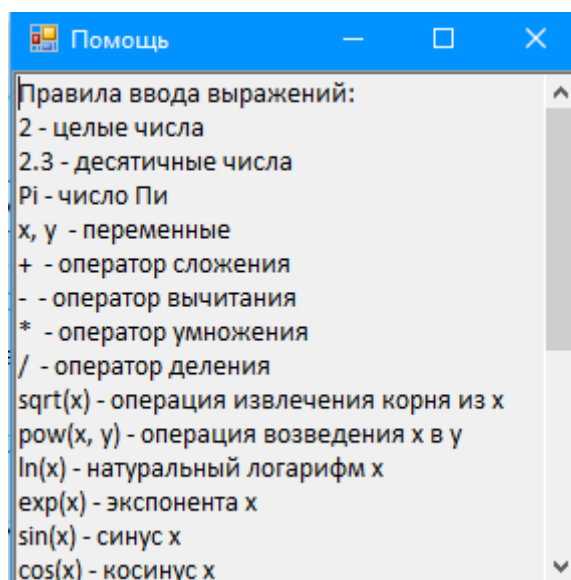 Помощь
Правила ввода выражений:
2 - целые числа
2.3 - десятичные числа
Pi - число Пи
x, y  - переменные
+  - оператор сложения
-  - оператор вычитания
*  - оператор умножения
/  - оператор деления
sqrt(x) - операция извлечения корня из x
pow(x, y) - операция возведения x в y
ln(x) - натуральный логарифм x
exp(x) - экспонента x
sin(x) - синус x
cos(x) - косинус x